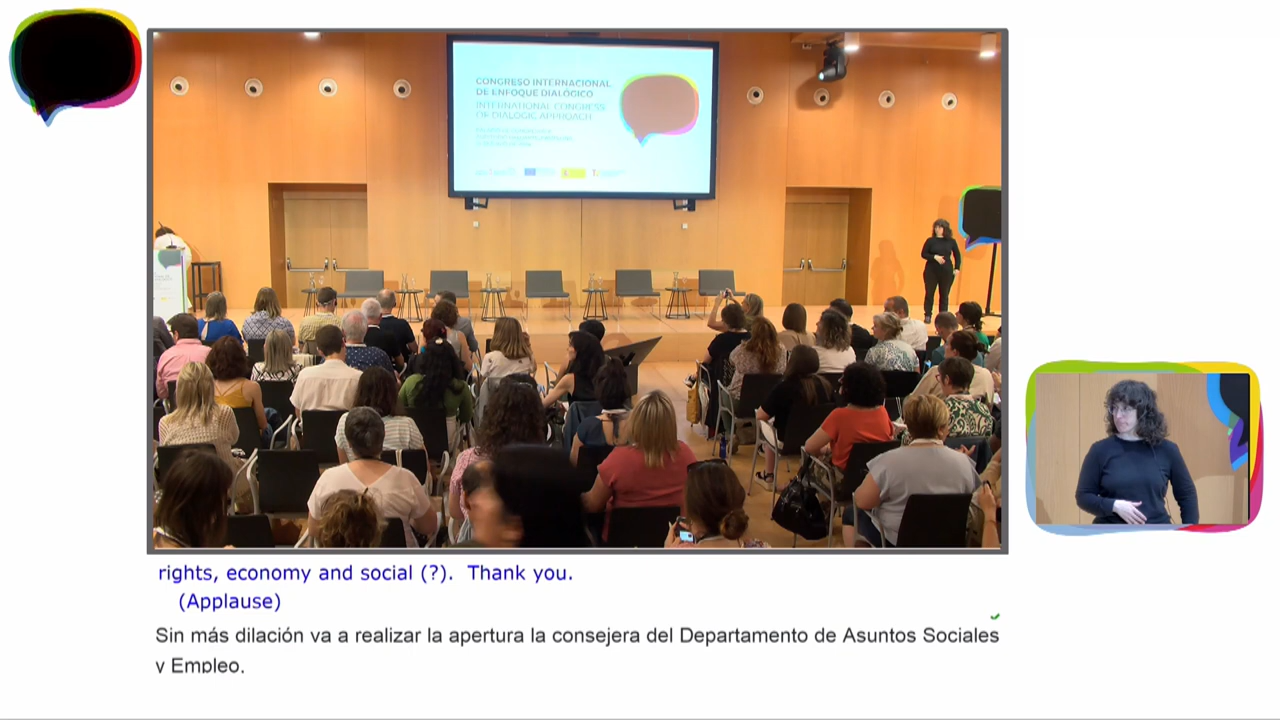 CONGRESO INTERNACIONAL
DE ENFOQUE DIALÓGICO
INTERNATIONAL CONGRESS
OF DIALOGIC APPROACH
rights, economy and social (?).  Thank you.
(Applause)
Sin más dilación va a realizar la apertura la consejera del Departamento de Asuntos Sociales
y Empleo.